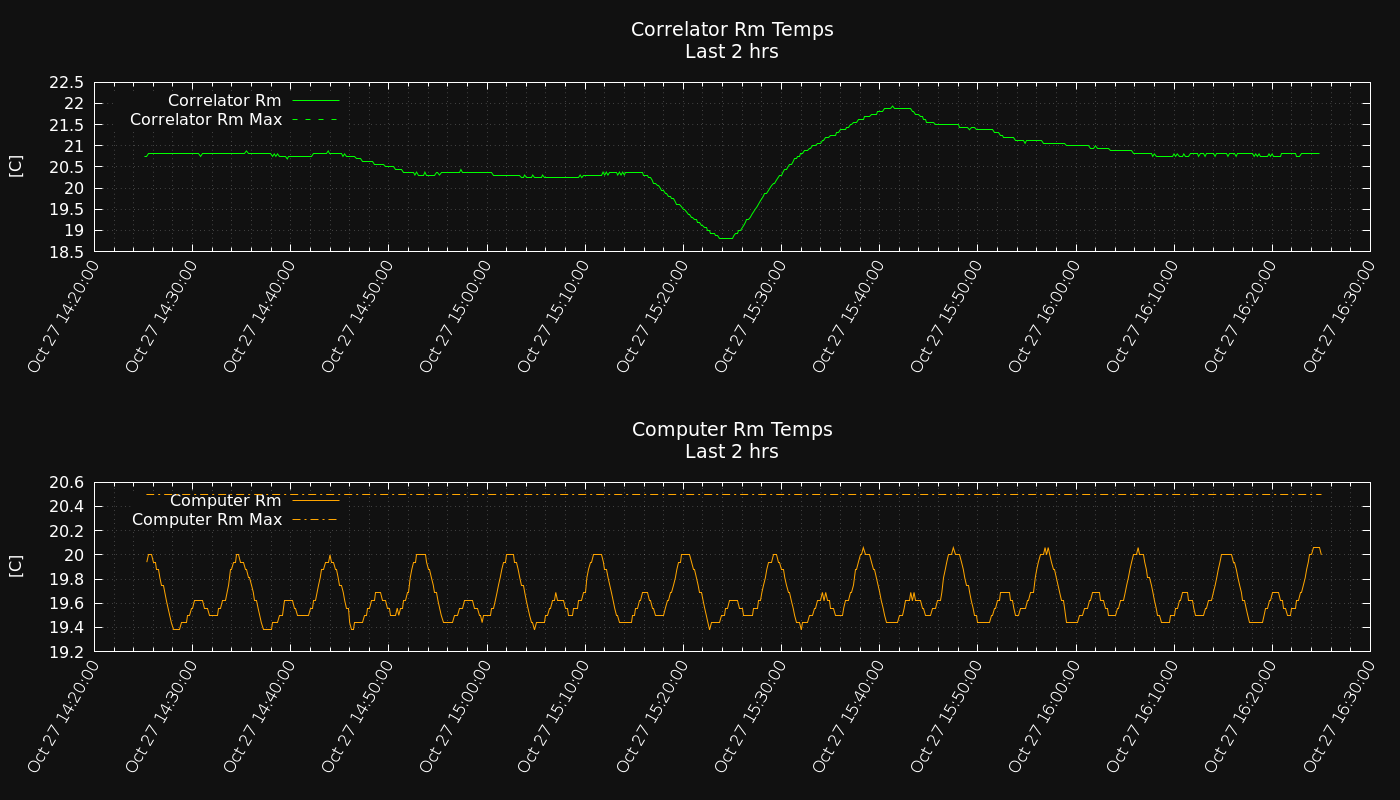 Correlator Rm Temps
Last 2 hrs
22.5
22
21.5
21
20.5
20
19.5
19
18.5
[C]
Correlator Rm
Correlator Rm Max
Oct 27 14:20:00
Oct 27 14:30:00
Oct 27 14:40:00
Oct 27 14:50:00
Oct 27 15:00:00
Oct 27 15:10:00
Oct 27 15:20:00
Oct 27 15:30:00
Oct 27 15:40:00
Oct 27 15:50:00
Oct 27 16:00:00
Oct 27 16:10:00
Oct 27 16:20:00
Oct 27 16:30:00
Computer Rm Temps
Last 2 hrs
20.6
20.4
20.2
20
19.8
19.6
19.4
19.2
[C]
Computer Rm
Computer Rm Max
Oct 27 14:20:00
Oct 27 14:30:00
Oct 27 14:40:00
Oct 27 14:50:00
Oct 27 15:00:00
Oct 27 15:10:00
Oct 27 15:20:00
Oct 27 15:30:00
Oct 27 15:40:00
Oct 27 15:50:00
Oct 27 16:00:00
Oct 27 16:10:00
Oct 27 16:20:00
Oct 27 16:30:00